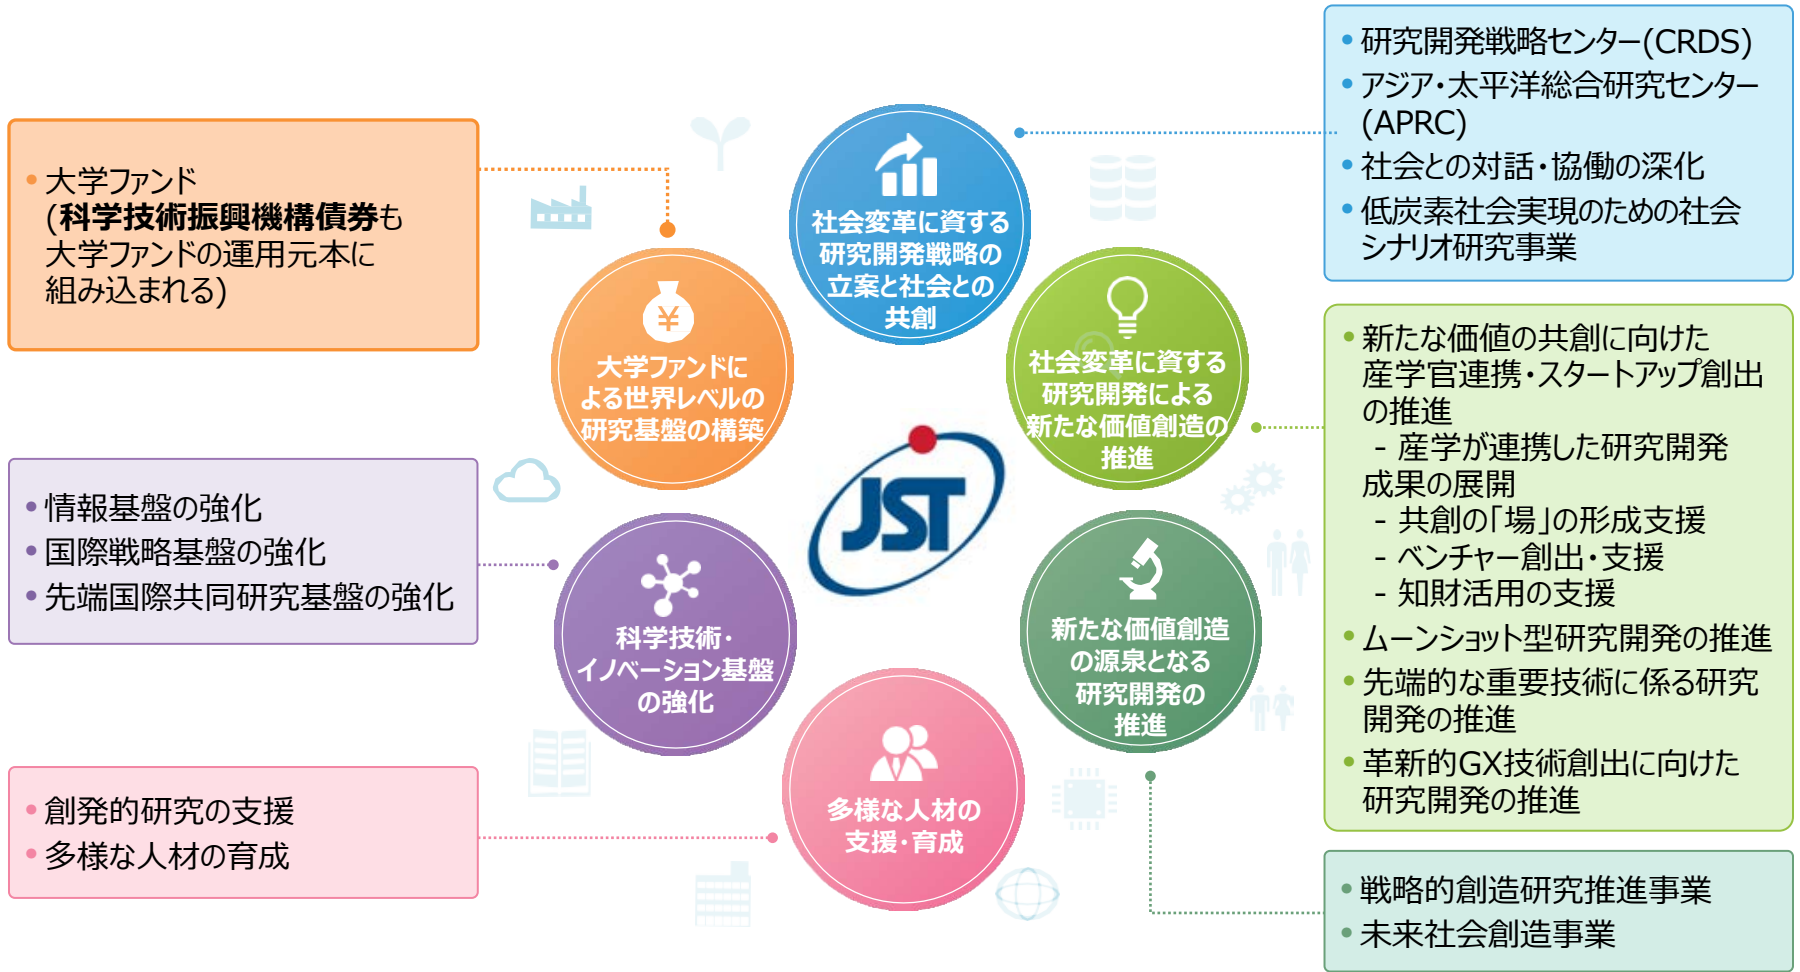 • 大学ファンド
(科学技術振興機構債券も
大学ファンドの運用元本に
組み込まれる)
• 情報基盤の強化
• 国際戦略基盤の強化
• 先端国際共同研究基盤の強化
• 創発的研究の支援
• 多様な人材の育成
社会変革に資する
研究開発戦略の
立案と社会との
共創
¥
大学ファンドに
よる世界レベルの
研究基盤の構築
社会変革に資する
研究開発による
新たな価値創造の
推進
JST
科学技術・
イノベーション基盤
の強化
新たな価値創造
の源泉となる
研究開発の
推進
多様な人材の
支援・育成
• 研究開発戦略センター(CRDS)
• アジア・太平洋総合研究センター
(APRC)
• 社会との対話・協働の深化
• 低炭素社会実現のための社会
シナリオ研究事業
• 新たな価値の共創に向けた
産学官連携・スタートアップ創出
の推進
- 産学が連携した研究開発
成果の展開
- 共創の「場」の形成支援
- ベンチャー創出・支援
- 知財活用の支援
• ムーンショット型研究開発の推進
• 先端的な重要技術に係る研究
開発の推進
• 革新的GX技術創出に向けた
研究開発の推進
• 戦略的創造研究推進事業
• 未来社会創造事業